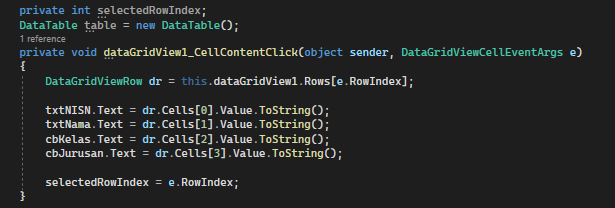 private int selectedRowIndex;
DataTable table = new DataTable();
1 reference
private void dataGridView1_CellContentClick(object sender, DataGridViewCellEventArgs e)
{
DataGridViewRow dr = this.dataGridView1.Rows[e.RowIndex];
txtNISN.Text = dr.Cells[0].Value.ToString();
txtNama.Text = dr.Cells[1].Value.ToString();
cbKelas.Text = dr.Cells[2].Value.ToString();
cbJurusan.Text = dr.Cells[3].Value.ToString();
selectedRowIndex = e.RowIndex;
}